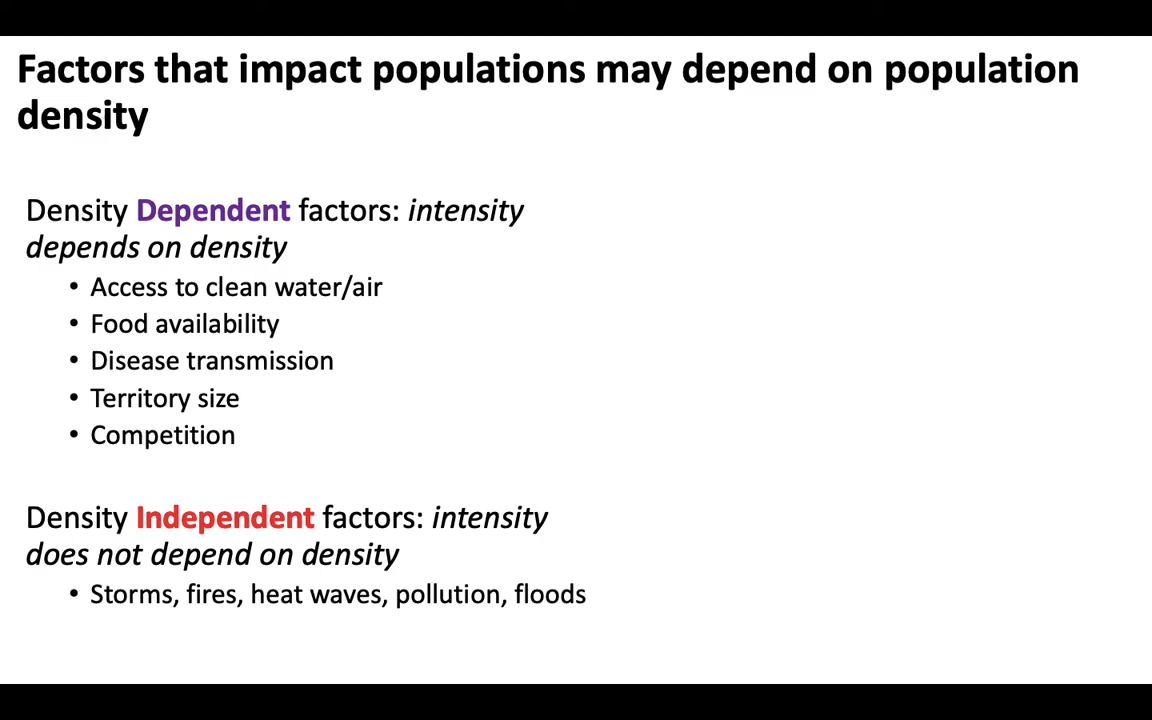 Factors that impact populations may depend on population
density
Density Dependent factors: intensity
depends on density
• Access to clean water/air
• Food availability
• Disease transmission
• Territory size
• Competition
Density Independent factors: intensity
does not depend on density
• Storms, fires, heat waves, pollution, floods